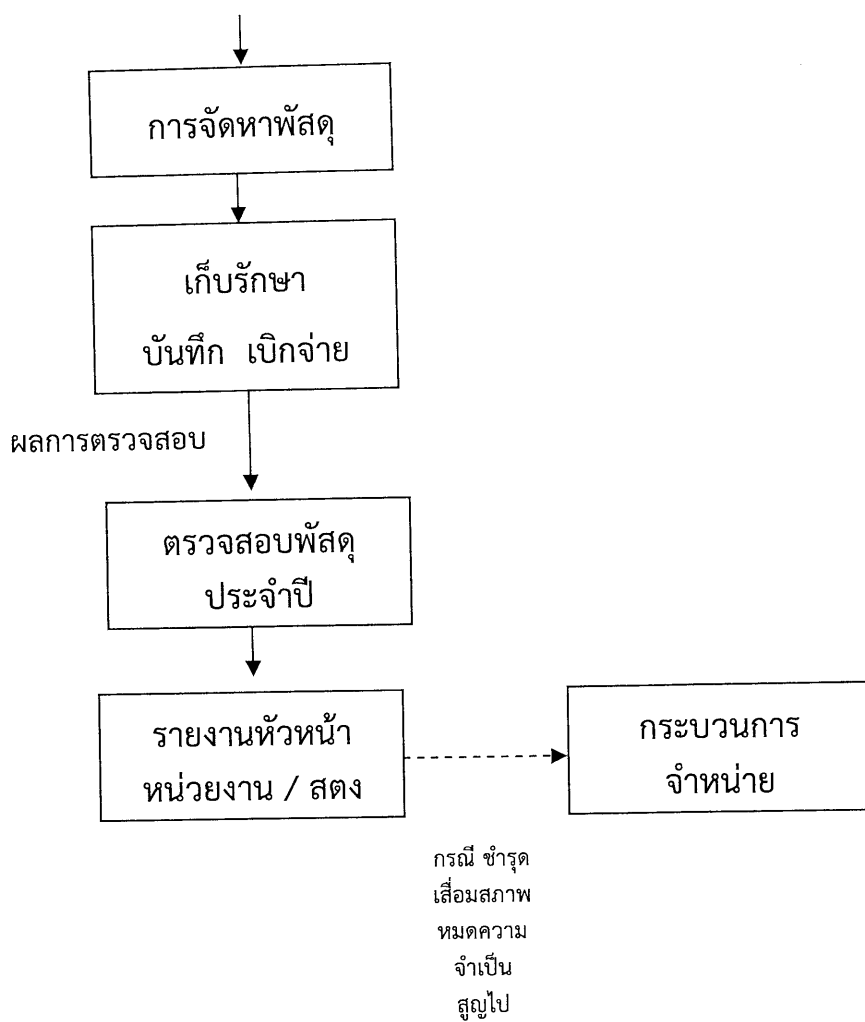 การจัดหาพัสดุ
เก็บรักษา
บันทึก เบิกจ่าย
ผลการตรวจสอบ
ตรวจสอบพัสดุ
ประจำปี
รายงานหัวหน้า
หน่วยงาน / สตง
กระบวนการ
จำหน่าย
กรณี ชำรุด
เสื่อมสภาพ
หมดความ
จำเป็น
สูญไป